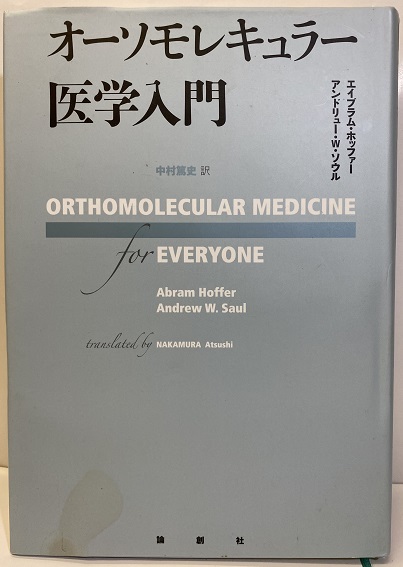 オーソモレキュラー
医学入門
エイブラム・ホッファー
アンドリュー・W・ソウル
中村篤史 訳
ORTHOMOLECULAR MEDICINE
for EVERYONE
Abram Hoffer
Andrew W. Saul
translated by NAKAMURA Atsushi
論創社